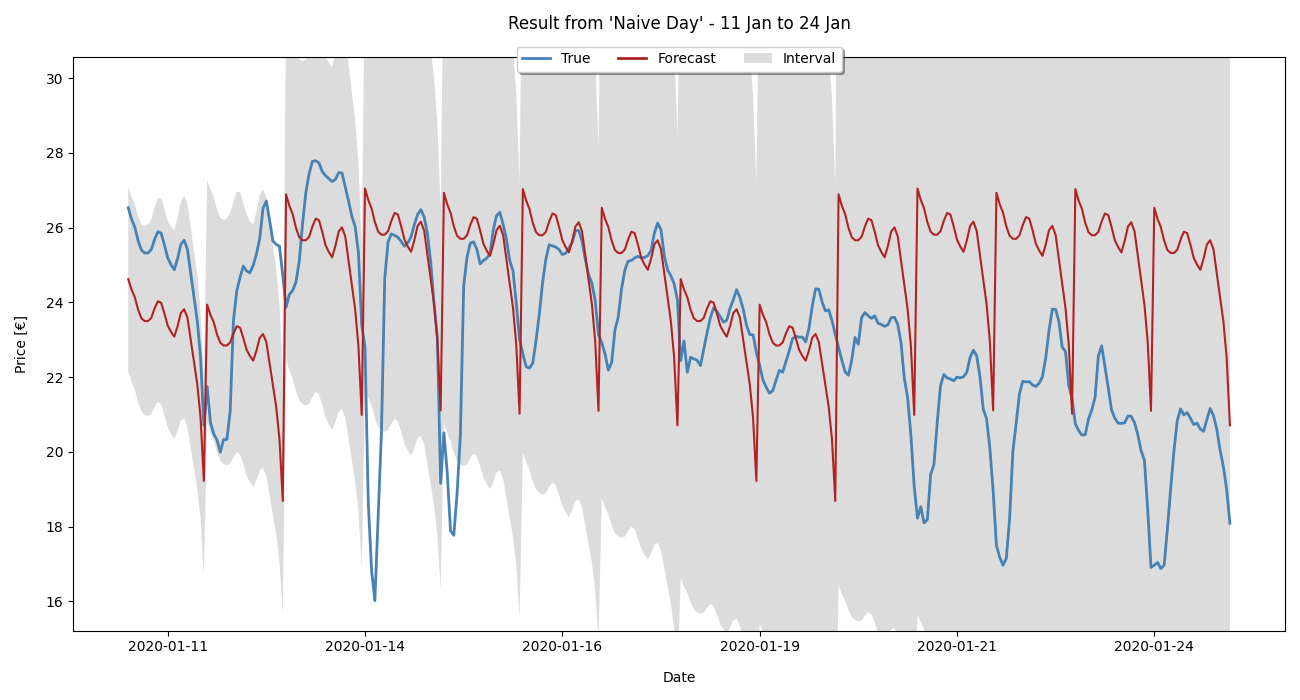 Result from 'Naive Day' - 11 Jan to 24 Jan
True Forecast Interval
30
28
26
24
22
20
18
16
Price [€]
2020-01-11 2020-01-14 2020-01-16 2020-01-19 2020-01-21 2020-01-24
Date